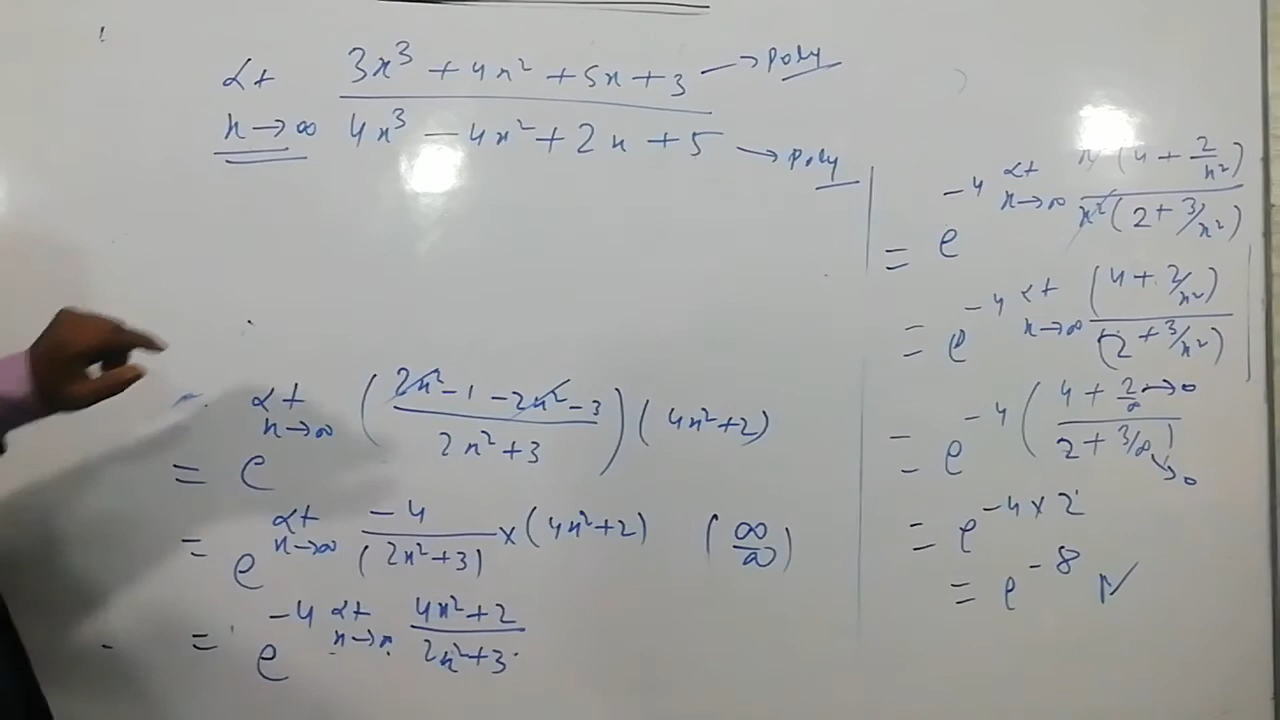 Lt 3x³ + 4x² + 5x + 3 → poly
x→∞ 4x³ − 4x² + 2x + 5 → poly
Lt x→∞ ( 2x² − 1 − 2x² − 3 / 2x² + 3 ) ( 4x² + 2 )
= e
= e Lt x→∞ −4 / (2x² + 3) × (4x² + 2) ( ∞/∞ )
= e −4 Lt x→∞ 4x² + 2 / 2x² + 3
= e −4 Lt x→∞ x² (4 + 2/x²) / x² (2 + 3/x²)
= e −4 Lt x→∞ (4 + 2/x²) / (2 + 3/x²)
= e −4 ( 4 + 2/∞ → 0 / 2 + 3/∞ → 0 )
= e −4 × 2
= e −8